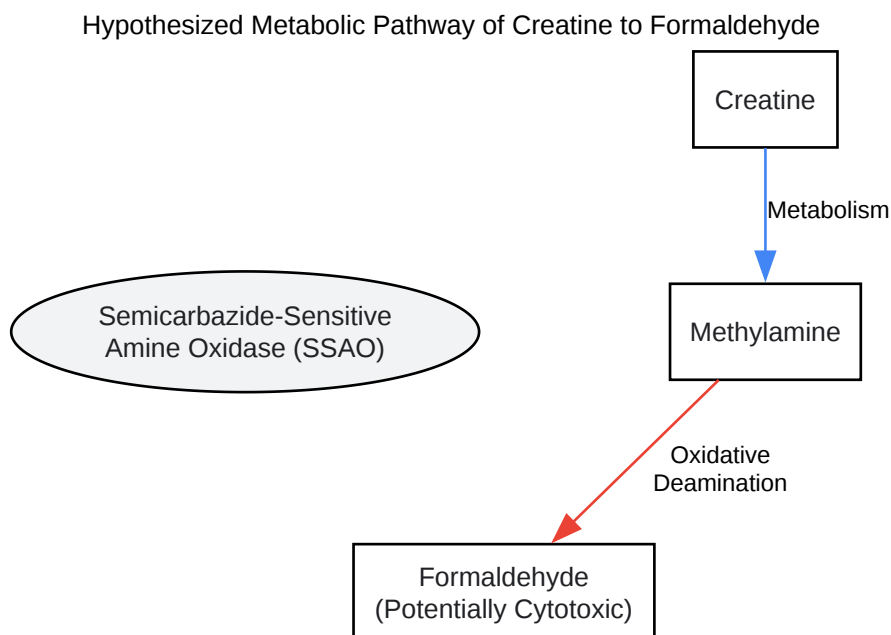 Hypothesized Metabolic Pathway of Creatine to Formaldehyde
Creatine
Metabolism
Semicarbazide-Sensitive
Amine Oxidase (SSAO)
Methylamine
Oxidative
Deamination
Formaldehyde
(Potentially Cytotoxic)